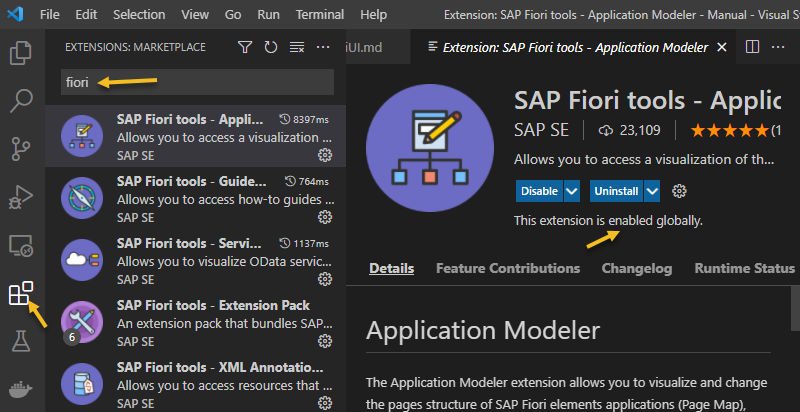 File Edit Selection View Go Run Terminal Help Extension: SAP Fiori tools - Application Modeler - Manual - Visual S
EXTENSIONS: MARKETPLACE
fiori
SAP Fiori tools - Appli... 8397ms
Allows you to access a visualization ...
SAP SE
SAP Fiori tools - Guide... 764ms
Allows you to access how-to guides ...
SAP SE
SAP Fiori tools - Servi... 1137ms
Allows you to visualize OData servic...
SAP SE
SAP Fiori tools - Extension Pack
An extension pack that bundles SAP...
6
SAP SE
SAP Fiori tools - XML Annotatio...
Allows you to access resources that ...
SAP SE
iUI.md Extension: SAP Fiori tools - Application Modeler
SAP Fiori tools - Applic
SAP SE 23,109 (1
Allows you to access a visualization of th...
Disable Uninstall
This extension is enabled globally.
Details Feature Contributions Changelog Runtime Status
Application Modeler
The Application Modeler extension allows you to visualize and change
the pages structure of SAP Fiori elements applications (Page Map),